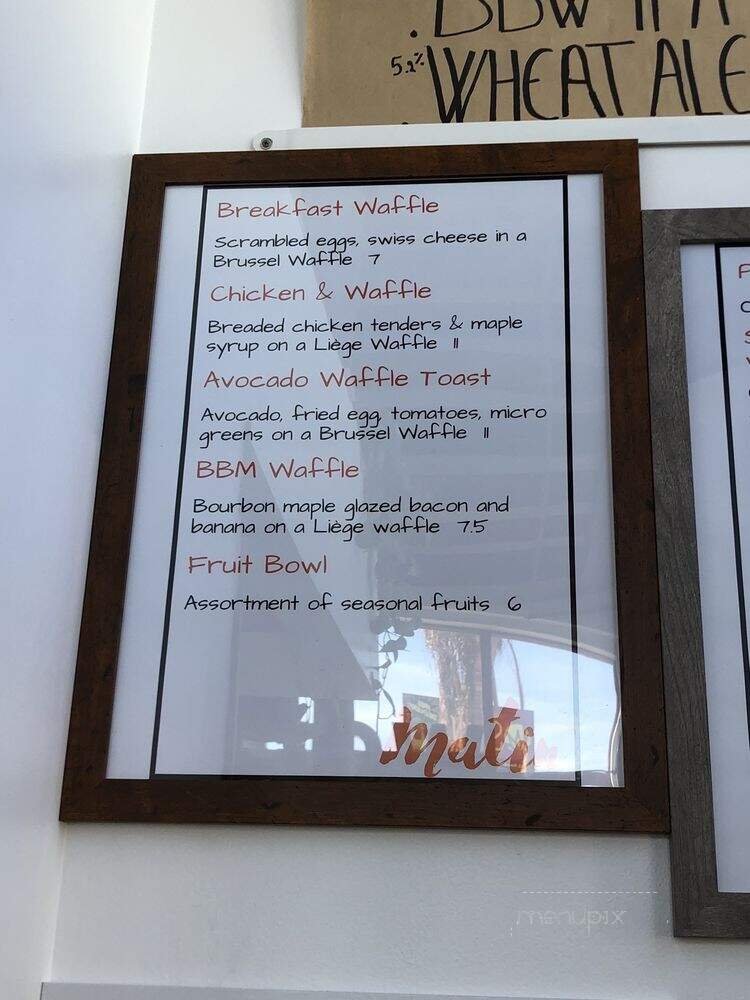 5.2%
WHEAT ALE
Breakfast Waffle
Scrambled eggs, swiss cheese in a
Brussel Waffle 7
Chicken & Waffle
Breaded chicken tenders & maple
syrup on a Liège Waffle 11
Avocado Waffle Toast
Avocado, fried egg, tomatoes, micro
greens on a Brussel Waffle 11
BBM Waffle
Bourbon maple glazed bacon and
banana on a Liège waffle 7.5
Fruit Bowl
Assortment of seasonal fruits 6
menupix